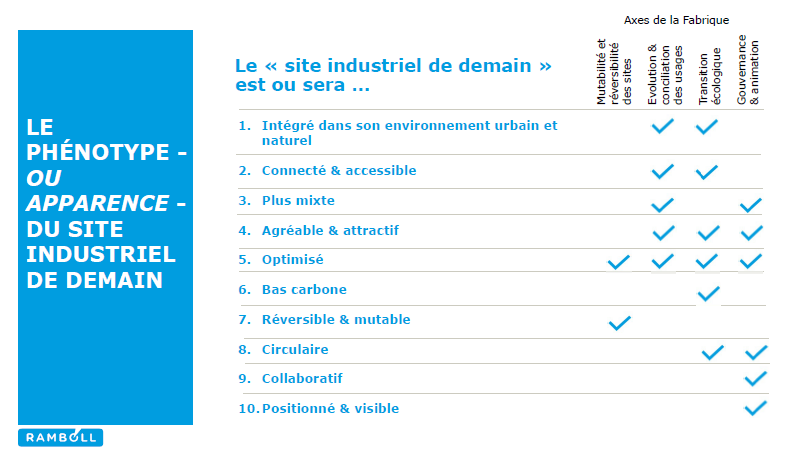 Axes de la Fabrique
Mutabilité et
réversibilité
des sites
Evolution &
conciliation
des usages
Transition
écologique
Gouvernance
& animation
Le « site industriel de demain »
est ou sera ...
LE
PHÉNOTYPE -
OU
APPARENCE -
DU SITE
INDUSTRIEL
DE DEMAIN
1. Intégré dans son environnement urbain et
naturel
2. Connecté & accessible
3. Plus mixte
4. Agréable & attractif
5. Optimisé
6. Bas carbone
7. Réversible & mutable
8. Circulaire
9. Collaboratif
10. Positionné & visible
RAMBOLL